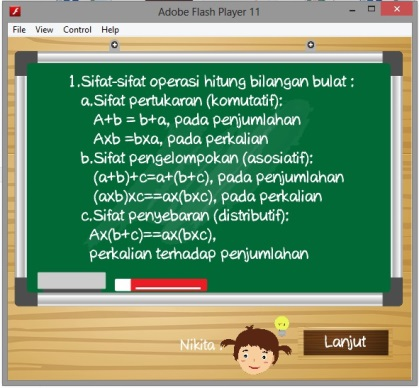 Adobe Flash Player 11
File View Control Help
1.Sifat-sifat operasi hitung bilangan bulat :
a.Sifat pertukaran (komutatif):
A+b = b+a, pada penjumlahan
Axb =bxa, pada perkalian
b.Sifat pengelompokan (asosiatif):
(a+b)+c=a+(b+c), pada penjumlahan
(axb)xc==ax(bxc), pada perkalian
c.Sifat penyebaran (distributif):
Ax(b+c)==ax(bxc),
perkalian terhadap penjumlahan
Nikita
Lanjut